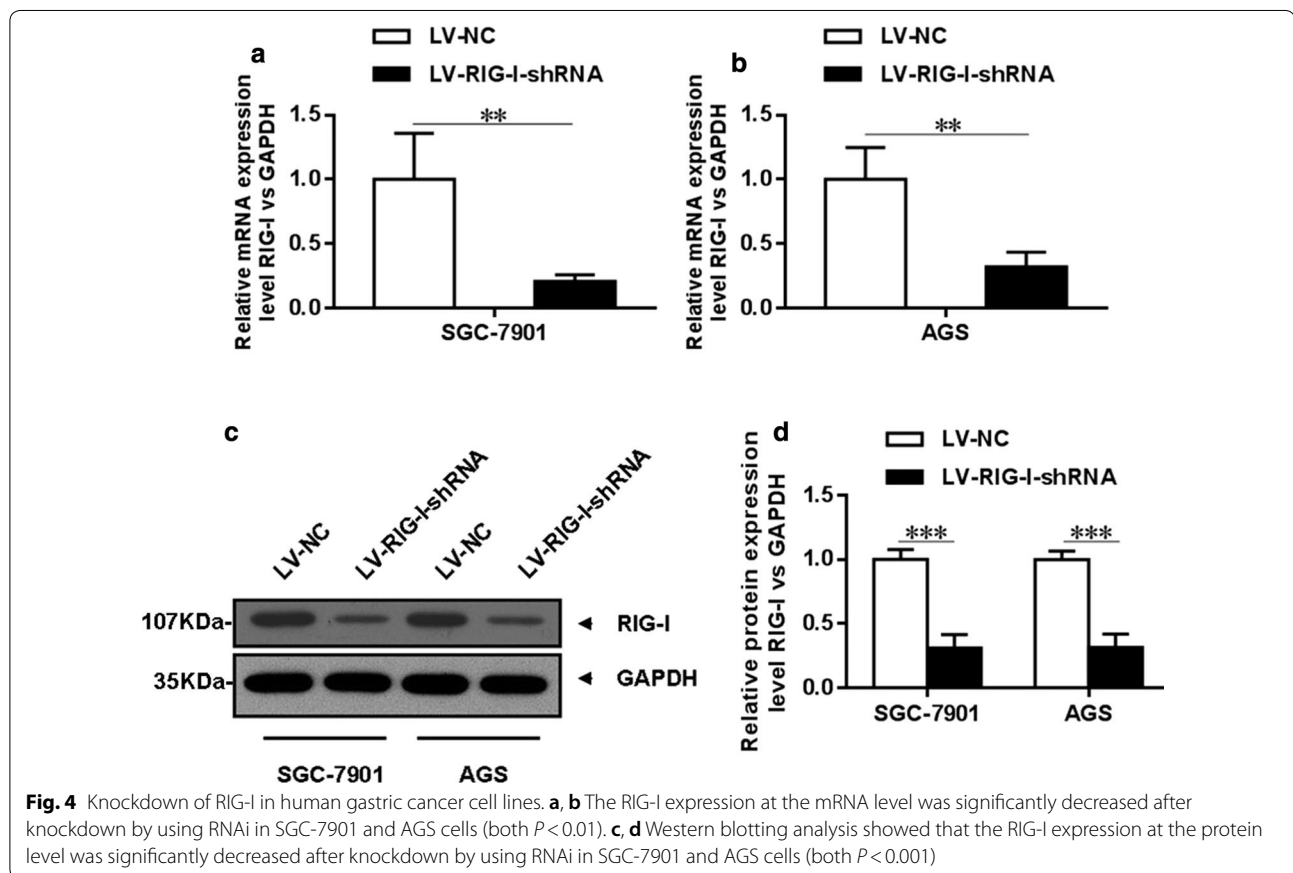 a
LV-NC
LV-RIG-I-shRNA
Relative mRNA expression
level RIG-I vs GAPDH
1.5
1.0
0.5
0.0
**
SGC-7901
b
LV-NC
LV-RIG-I-shRNA
Relative mRNA expression
level RIG-I vs GAPDH
1.5
1.0
0.5
0.0
**
AGS
c
LV-NC
LV-RIG-I-shRNA
LV-NC
LV-RIG-I-shRNA
107KDa-
RIG-I
35KDa-
GAPDH
SGC-7901
AGS
d
LV-NC
LV-RIG-I-shRNA
Relative protein expression
level RIG-I vs GAPDH
1.5
1.0
0.5
0.0
***
***
SGC-7901
AGS
Fig. 4 Knockdown of RIG-I in human gastric cancer cell lines. a, b The RIG-I expression at the mRNA level was significantly decreased after
knockdown by using RNAi in SGC-7901 and AGS cells (both P < 0.01). c, d Western blotting analysis showed that the RIG-I expression at the protein
level was significantly decreased after knockdown by using RNAi in SGC-7901 and AGS cells (both P < 0.001)